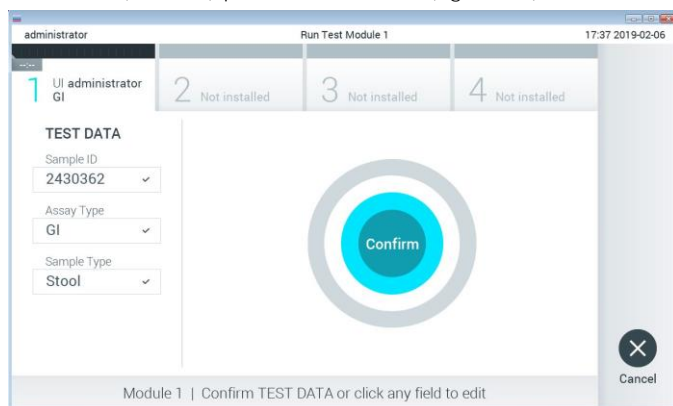 administrator Run Test Module 1 17:37 2019-02-06
--:--
1 UI administrator
GI
2 Not installed
3 Not installed
4 Not installed
TEST DATA
Sample ID
2430362
Assay Type
GI
Sample Type
Stool
Confirm
Cancel
Module 1 | Confirm TEST DATA or click any field to edit